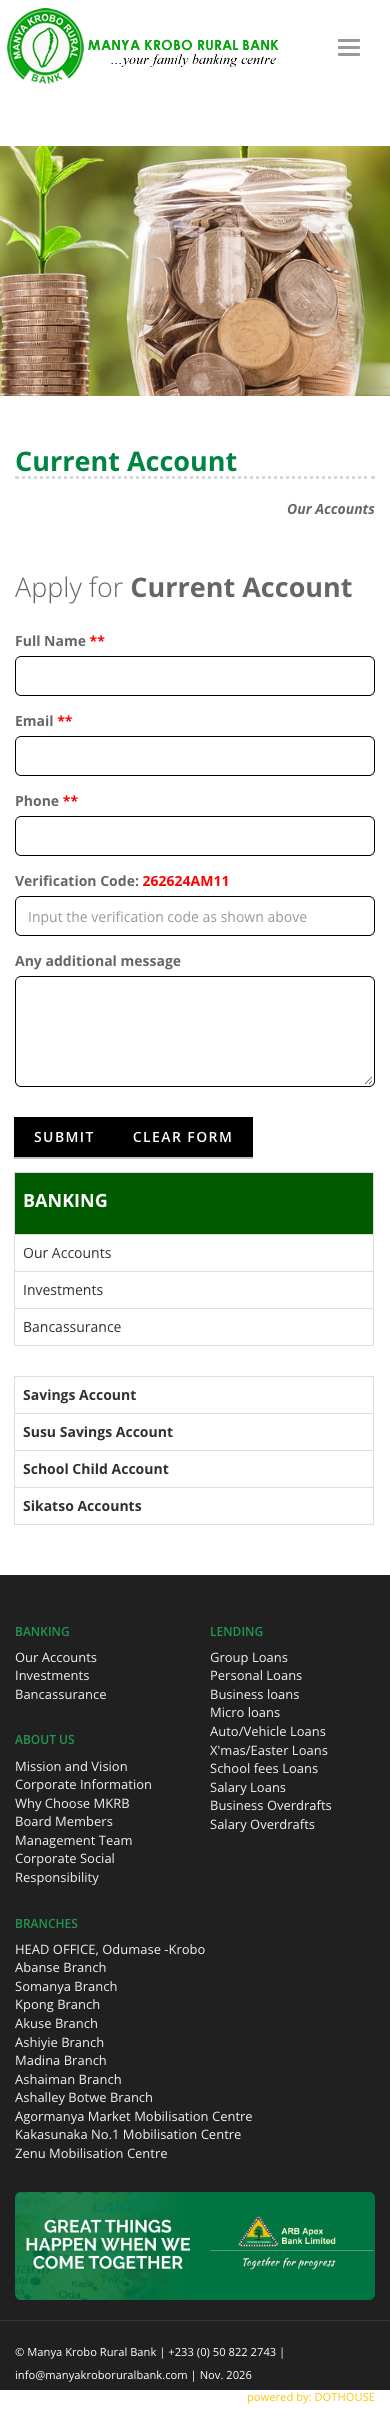 MANYA KROBO RURAL
BANK
MANYA KROBO RURAL BANK
...your family banking centre
Current Account
Our Accounts
Apply for Current Account
Full Name **
Email **
Phone **
Verification Code: 262624AM11
Input the verification code as shown above
Any additional message
SUBMIT CLEAR FORM
BANKING
Our Accounts
Investments
Bancassurance
Savings Account
Susu Savings Account
School Child Account
Sikatso Accounts
BANKING
Our Accounts
Investments
Bancassurance
ABOUT US
Mission and Vision
Corporate Information
Why Choose MKRB
Board Members
Management Team
Corporate Social
Responsibility
LENDING
Group Loans
Personal Loans
Business loans
Micro loans
Auto/Vehicle Loans
X'mas/Easter Loans
School fees Loans
Salary Loans
Business Overdrafts
Salary Overdrafts
BRANCHES
HEAD OFFICE, Odumase -Krobo
Abanse Branch
Somanya Branch
Kpong Branch
Akuse Branch
Ashiyie Branch
Madina Branch
Ashaiman Branch
Ashalley Botwe Branch
Agormanya Market Mobilisation Centre
Kakasunaka No.1 Mobilisation Centre
Zenu Mobilisation Centre
GREAT THINGS
HAPPEN WHEN WE
COME TOGETHER
ARB Apex
Bank Limited
Together for progress
© Manya Krobo Rural Bank | +233 (0) 50 822 2743 |
info@manyakroboruralbank.com | Nov. 2026
powered by: DOTHOUSE